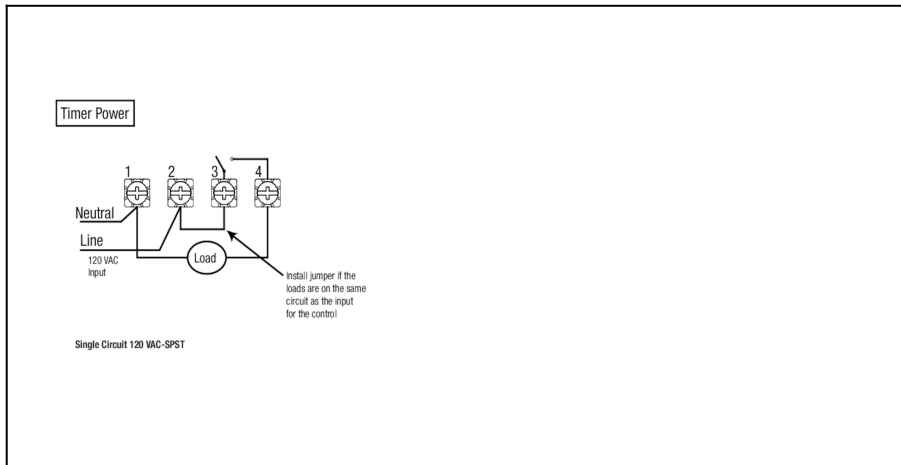 Timer Power
1 2 3 4
Neutral
Line
120 VAC
Input
Load
Install jumper if the
loads are on the same
circuit as the input
for the control
Single Circuit 120 VAC-SPST